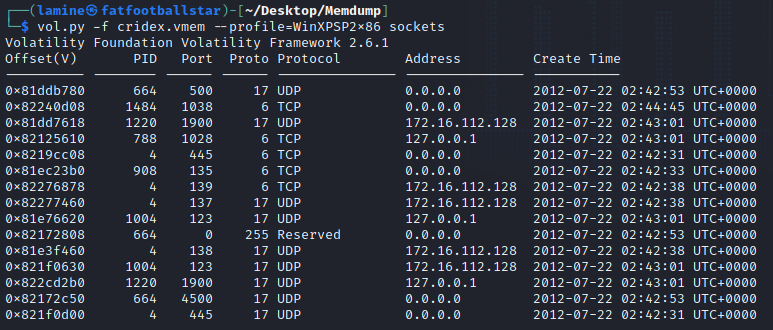 ┌──(lamine㉿fatfootballstar)-[~/Desktop/Memdump]
└─$ vol.py -f cridex.vmem --profile=WinXPSP2×86 sockets
Volatility Foundation Volatility Framework 2.6.1
Offset(V) PID Port Proto Protocol Address Create Time
---------- -------- ------ ------ --------------- --------------- -----------
0×81ddb780 664 500 17 UDP 0.0.0.0 2012-07-22 02:42:53 UTC+0000
0×82240d08 1484 1038 6 TCP 0.0.0.0 2012-07-22 02:44:45 UTC+0000
0×81dd7618 1220 1900 17 UDP 172.16.112.128 2012-07-22 02:43:01 UTC+0000
0×82125610 788 1028 6 TCP 127.0.0.1 2012-07-22 02:43:01 UTC+0000
0×8219cc08 4 445 6 TCP 0.0.0.0 2012-07-22 02:42:31 UTC+0000
0×81ec23b0 908 135 6 TCP 0.0.0.0 2012-07-22 02:42:33 UTC+0000
0×82276878 4 139 6 TCP 172.16.112.128 2012-07-22 02:42:38 UTC+0000
0×82277460 4 137 17 UDP 172.16.112.128 2012-07-22 02:42:38 UTC+0000
0×81e76620 1004 123 17 UDP 127.0.0.1 2012-07-22 02:43:01 UTC+0000
0×82172808 664 0 255 Reserved 0.0.0.0 2012-07-22 02:42:53 UTC+0000
0×81e3f460 4 138 17 UDP 172.16.112.128 2012-07-22 02:42:38 UTC+0000
0×821f0630 1004 123 17 UDP 172.16.112.128 2012-07-22 02:43:01 UTC+0000
0×822cd2b0 1220 1900 17 UDP 127.0.0.1 2012-07-22 02:43:01 UTC+0000
0×82172c50 664 4500 17 UDP 0.0.0.0 2012-07-22 02:42:53 UTC+0000
0×821f0d00 4 445 17 UDP 0.0.0.0 2012-07-22 02:42:31 UTC+0000